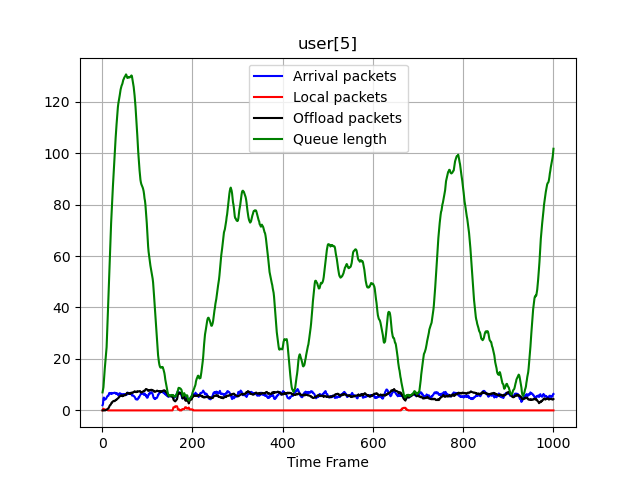 user[5]
Arrival packets
Local packets
Offload packets
Queue length
120
100
80
60
40
20
0
0 200 400 600 800 1000
Time Frame